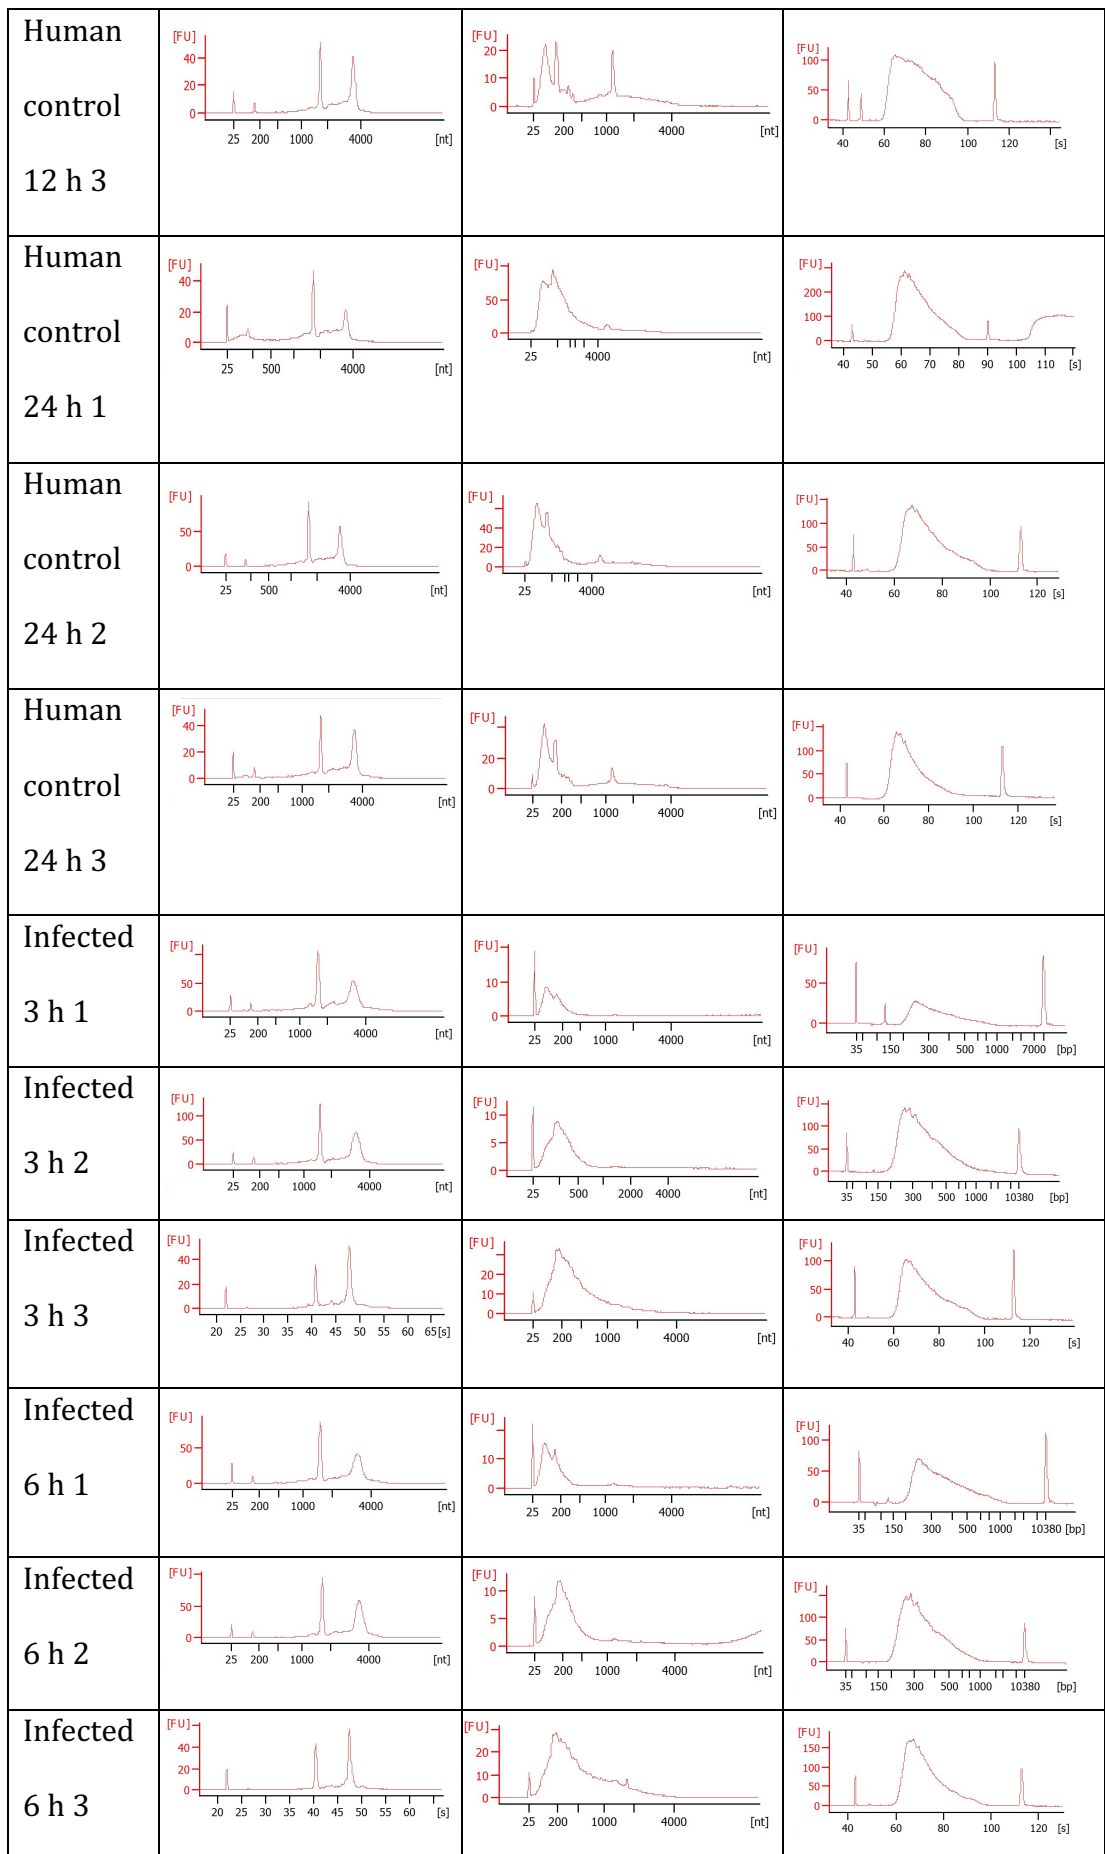 Human
control
12 h 3
[FU]
40
20
0
25 200 1000 4000 [nt]
[FU]
20
10
0
25 200 1000 4000 [nt]
[FU]
100
50
0
40 60 80 100 120 [s]
Human
control
24 h 1
[FU]
40
20
0
25 500 4000 [nt]
[FU]
50
0
25 4000 [nt]
[FU]
200
100
0
40 50 60 70 80 90 100 110 [s]
Human
control
24 h 2
[FU]
50
0
25 500 4000 [nt]
[FU]
40
20
0
25 4000 [nt]
[FU]
100
50
0
40 60 80 100 120 [s]
Human
control
24 h 3
[FU]
40
20
0
25 200 1000 4000 [nt]
[FU]
20
0
25 200 1000 4000 [nt]
[FU]
100
50
0
40 60 80 100 120 [s]
Infected
3 h 1
[FU]
50
0
25 200 1000 4000 [nt]
[FU]
10
0
25 200 1000 4000 [nt]
[FU]
50
0
35 150 300 500 1000 7000 [bp]
Infected
3 h 2
[FU]
100
50
0
25 200 1000 4000 [nt]
[FU]
10
5
0
25 500 2000 4000 [nt]
[FU]
100
50
0
35 150 300 500 1000 10380 [bp]
Infected
3 h 3
[FU]
40
20
0
20 25 30 35 40 45 50 55 60 65 [s]
[FU]
20
10
0
25 200 1000 4000 [nt]
[FU]
100
50
0
40 60 80 100 120 [s]
Infected
6 h 1
[FU]
50
0
25 200 1000 4000 [nt]
[FU]
10
0
25 200 1000 4000 [nt]
[FU]
100
50
0
35 150 300 500 1000 10380 [bp]
Infected
6 h 2
[FU]
50
0
25 200 1000 4000 [nt]
[FU]
10
5
0
25 200 1000 4000 [nt]
[FU]
100
50
0
35 150 300 500 1000 10380 [bp]
Infected
6 h 3
[FU]
40
20
0
20 25 30 35 40 45 50 55 60 [s]
[FU]
20
10
0
25 200 1000 4000 [nt]
[FU]
150
100
50
0
40 60 80 100 120 [s]